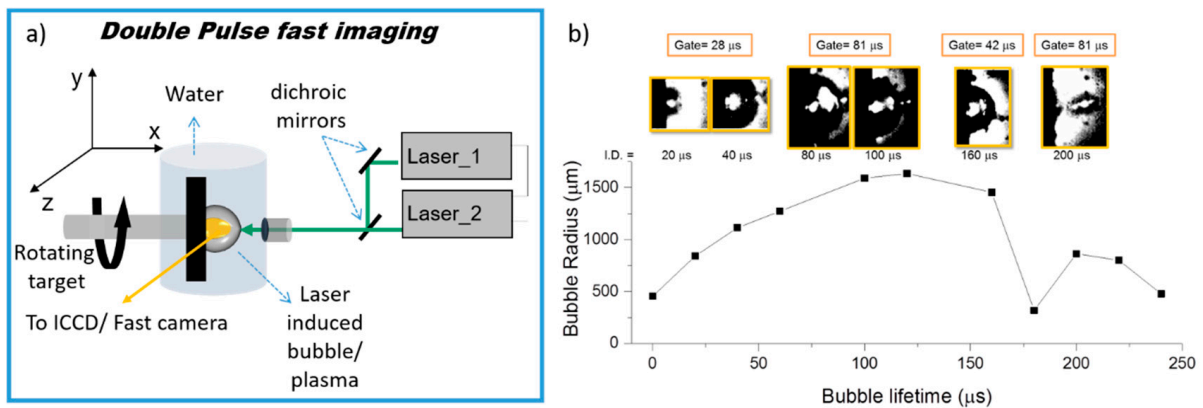 a)
Double Pulse fast imaging
y
x
z
Water
dichroic
mirrors
Laser_1
Laser_2
Rotating
target
To ICCD/ Fast camera
Laser
induced
bubble/
plasma
b)
Gate= 28 µs
Gate= 81 µs
Gate= 42 µs
Gate= 81 µs
I.D. = 20 µs 40 µs 80 µs 100 µs 160 µs 200 µs
Bubble Radius (µm)
1500
1000
500
0
0 50 100 150 200 250
Bubble lifetime (µs)